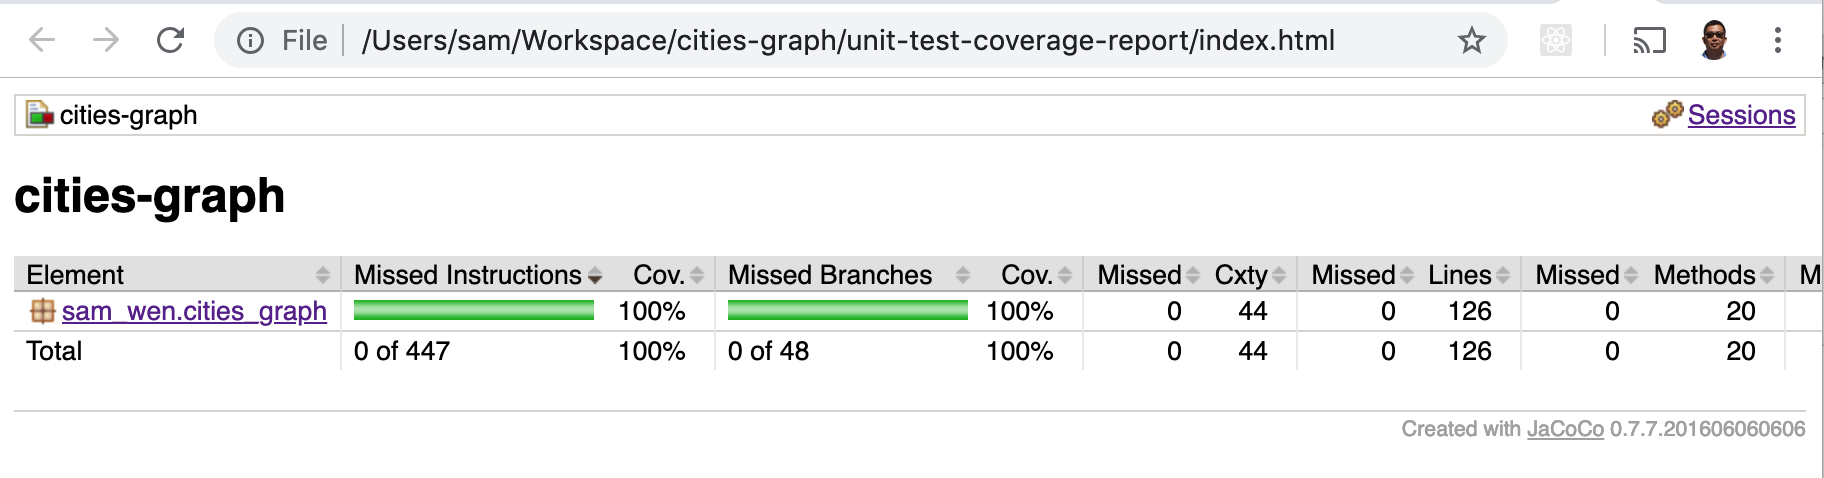 File /Users/sam/Workspace/cities-graph/unit-test-coverage-report/index.html
cities-graph Sessions
cities-graph
Element Missed Instructions Cov. Missed Branches Cov. Missed Cxty Missed Lines Missed Methods M
sam_wen.cities_graph 100% 100% 0 44 0 126 0 20
Total 0 of 447 100% 0 of 48 100% 0 44 0 126 0 20
Created with JaCoCo 0.7.7.201606060606